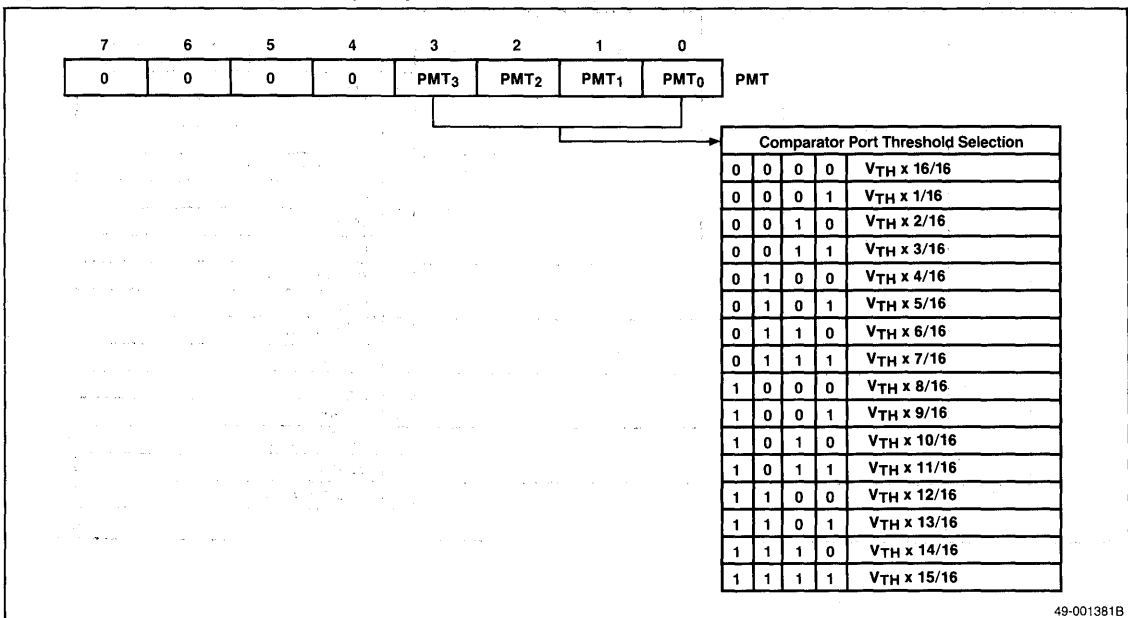 7 6 5 4 3 2 1 0
0 0 0 0 PMT3 PMT2 PMT1 PMT0 PMT
Comparator Port Threshold Selection
0 0 0 0 VTH x 16/16
0 0 0 1 VTH x 1/16
0 0 1 0 VTH x 2/16
0 0 1 1 VTH x 3/16
0 1 0 0 VTH x 4/16
0 1 0 1 VTH x 5/16
0 1 1 0 VTH x 6/16
0 1 1 1 VTH x 7/16
1 0 0 0 VTH x 8/16
1 0 0 1 VTH x 9/16
1 0 1 0 VTH x 10/16
1 0 1 1 VTH x 11/16
1 1 0 0 VTH x 12/16
1 1 0 1 VTH x 13/16
1 1 1 0 VTH x 14/16
1 1 1 1 VTH x 15/16
49-001381B